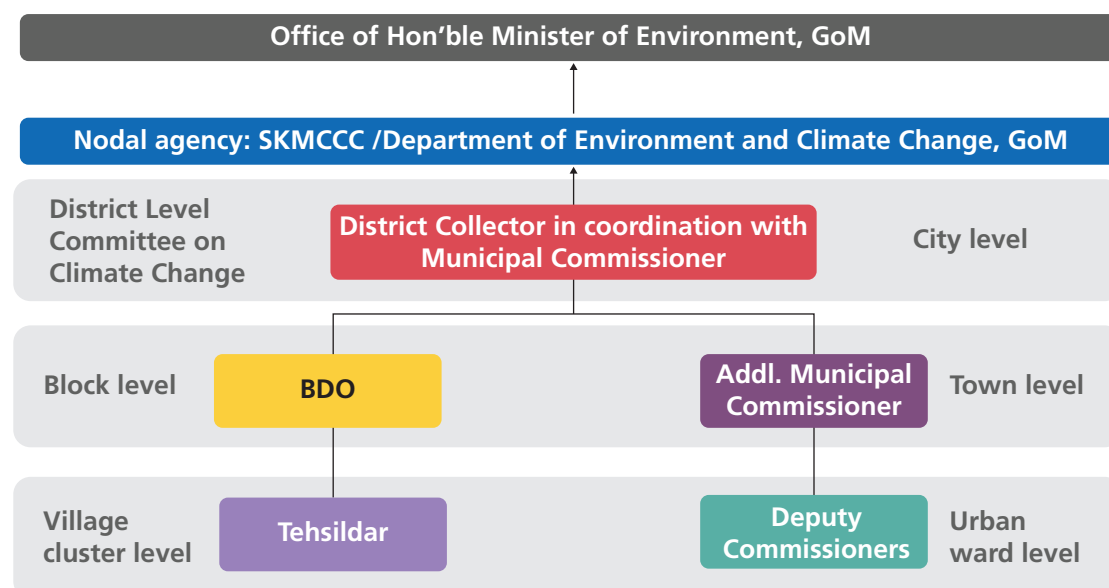 Office of Hon’ble Minister of Environment, GoM
Nodal agency: SKMCCC /Department of Environment and Climate Change, GoM
District Level
Committee on
Climate Change
District Collector in coordination with
Municipal Commissioner
City level
Block level
BDO
Addl. Municipal
Commissioner
Town level
Village
cluster level
Tehsildar
Deputy
Commissioners
Urban
ward level